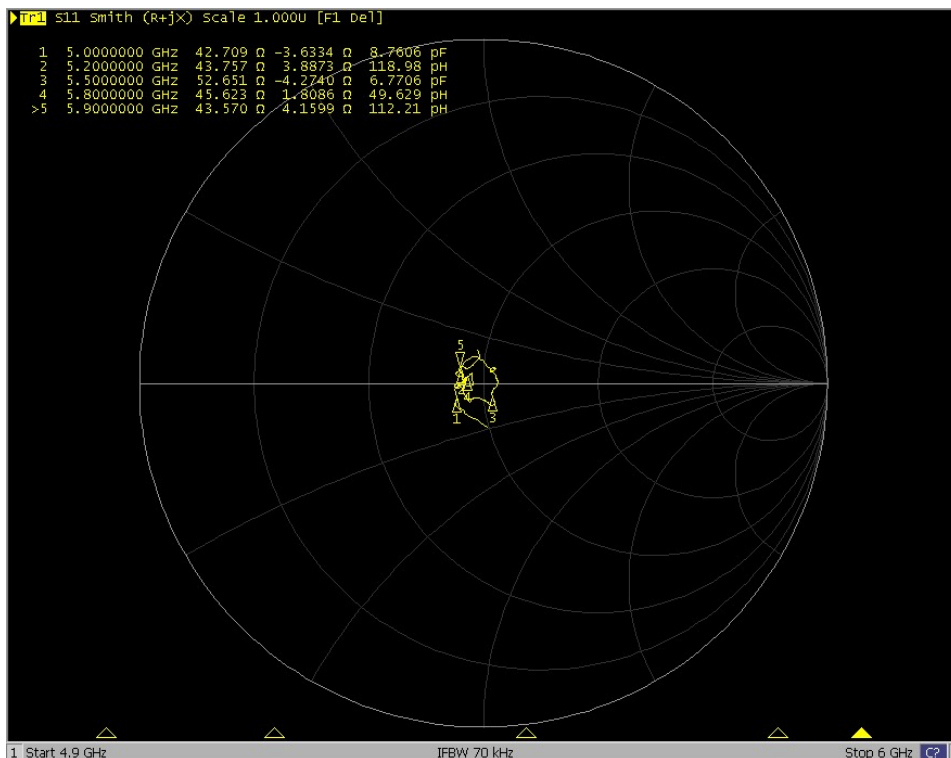 Tr1 S11 Smith (R+jX) Scale 1.000U [F1 Del]
1 5.0000000 GHz 42.709 Ω -3.6334 Ω 8.7606 pF
2 5.2000000 GHz 43.757 Ω 3.8873 Ω 118.98 pH
3 5.5000000 GHz 52.651 Ω -4.2740 Ω 6.7706 pF
4 5.8000000 GHz 45.623 Ω 1.8086 Ω 49.629 pH
>5 5.9000000 GHz 43.570 Ω 4.1599 Ω 112.21 pH
5
4
1
3
1 Start 4.9 GHz IFBW 70 kHz Stop 6 GHz C?